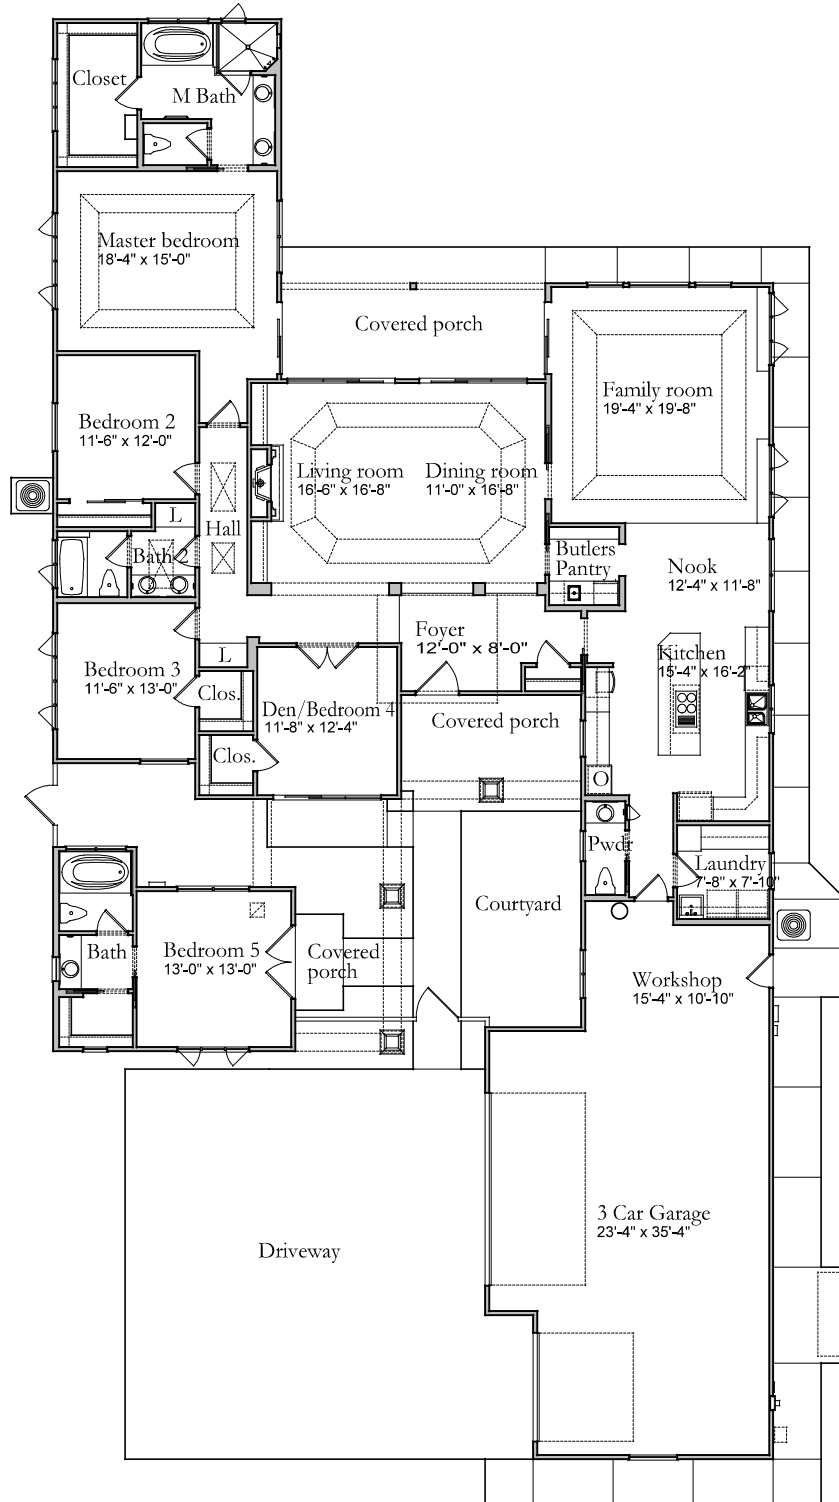 Closet
M Bath
Master bedroom
18'-4" x 15'-0"
Covered porch
Family room
19'-4" x 19'-8"
Bedroom 2
11'-6" x 12'-0"
Living room
16'-6" x 16'-8"
Dining room
11'-0" x 16'-8"
L
Hall
Bath 2
Butlers
Pantry
Nook
12'-4" x 11'-8"
Foyer
12'-0" x 8'-0"
L
Kitchen
15'-4" x 16'-2"
Bedroom 3
11'-6" x 13'-0"
Clos.
Den/Bedroom 4
11'-8" x 12'-4"
Covered porch
Clos.
Pwdr
Laundry
7'-8" x 7'-10"
Courtyard
Bath
Bedroom 5
13'-0" x 13'-0"
Covered
porch
Workshop
15'-4" x 10'-10"
3 Car Garage
23'-4" x 35'-4"
Driveway